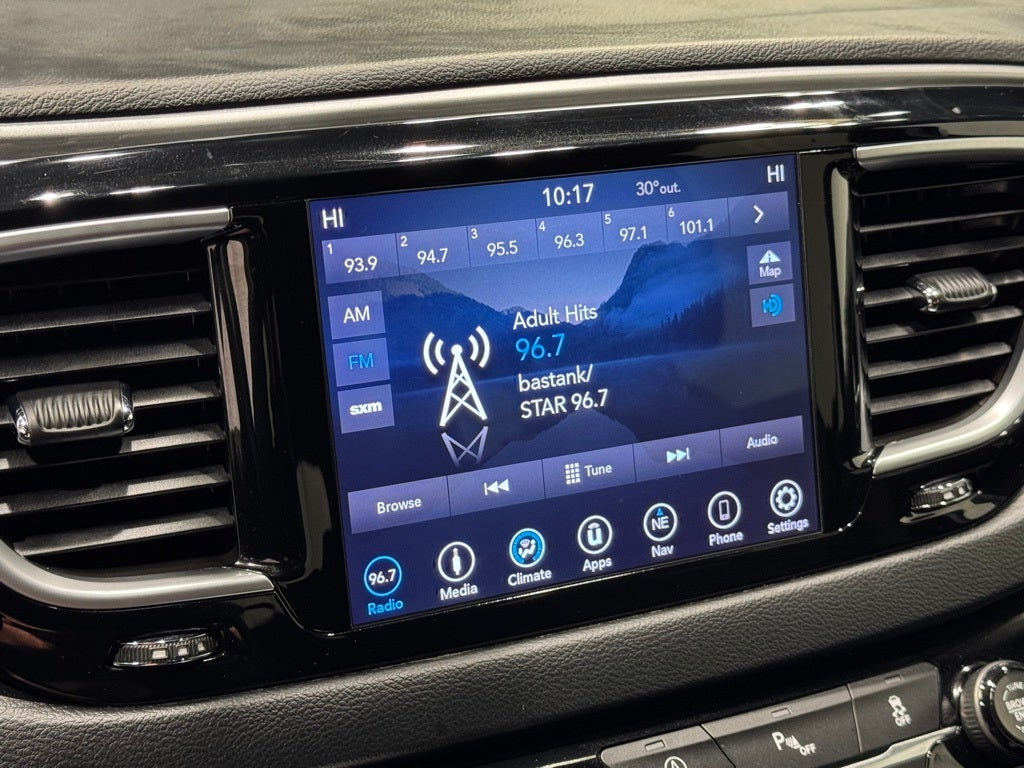 HI 10:17 30° out. HI
1 93.9 2 94.7 3 95.5 4 96.3 5 97.1 6 101.1
Map
AM
FM
sxm
Adult Hits
96.7
bastank/
STAR 96.7
Browse Tune Audio
96.7 NE
Radio Media Climate Apps Nav Phone Settings
P OFF
OFF
TUNE